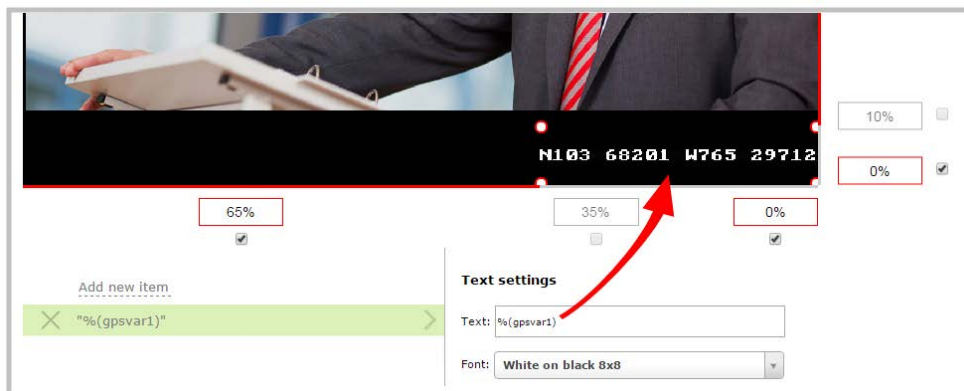 N103 68201 W765 29712
10%
0%
65% 35% 0%
Add new item
"%(gpsvar1)"
Text settings
Text: %(gpsvar1)
Font: White on black 8x8